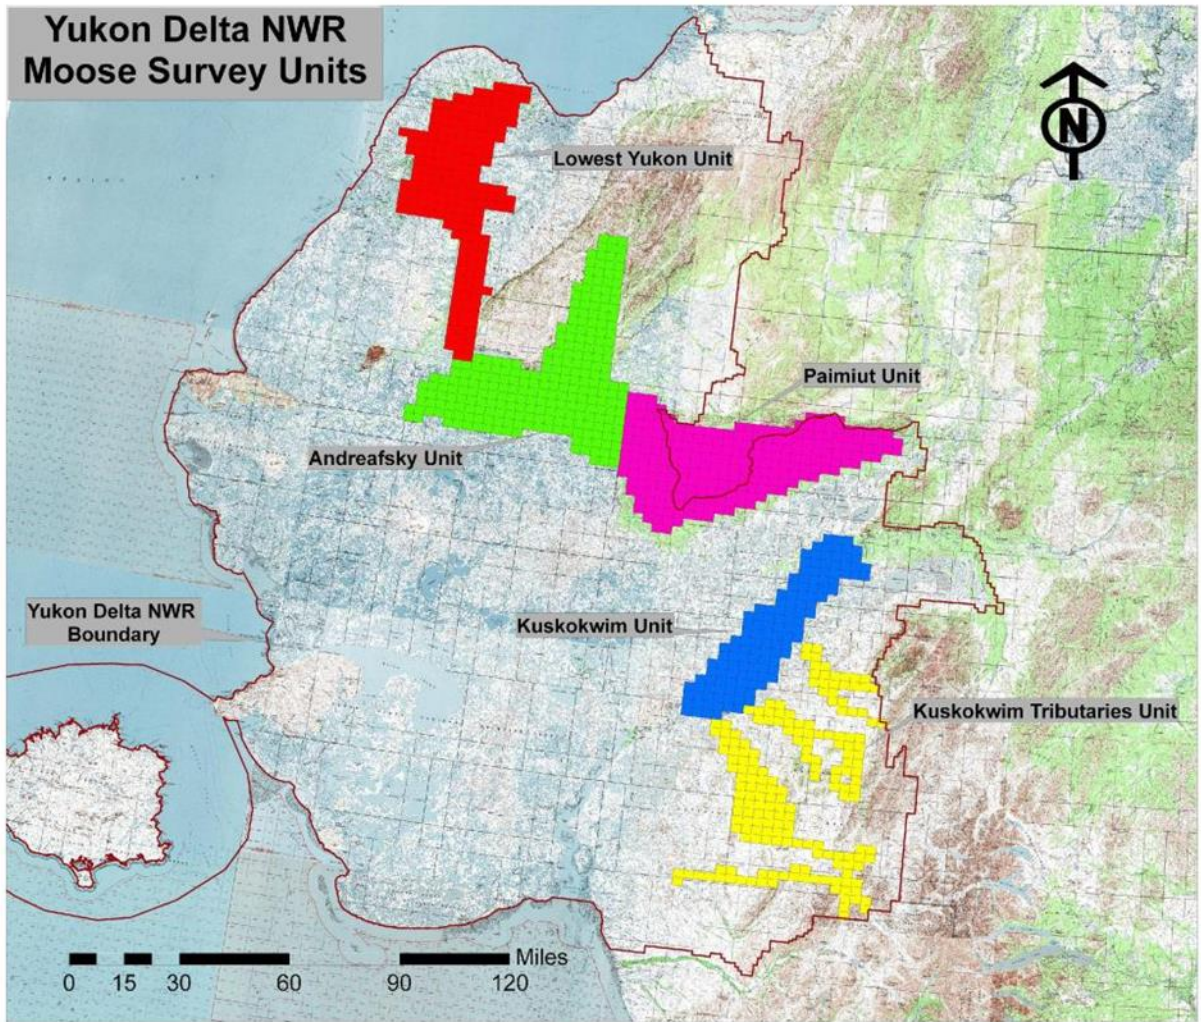 Yukon Delta NWR
Moose Survey Units
N
Lowest Yukon Unit
Paimiut Unit
Andreafsky Unit
Yukon Delta NWR
Boundary
Kuskokwim Unit
Kuskokwim Tributaries Unit
Miles
0 15 30 60 90 120